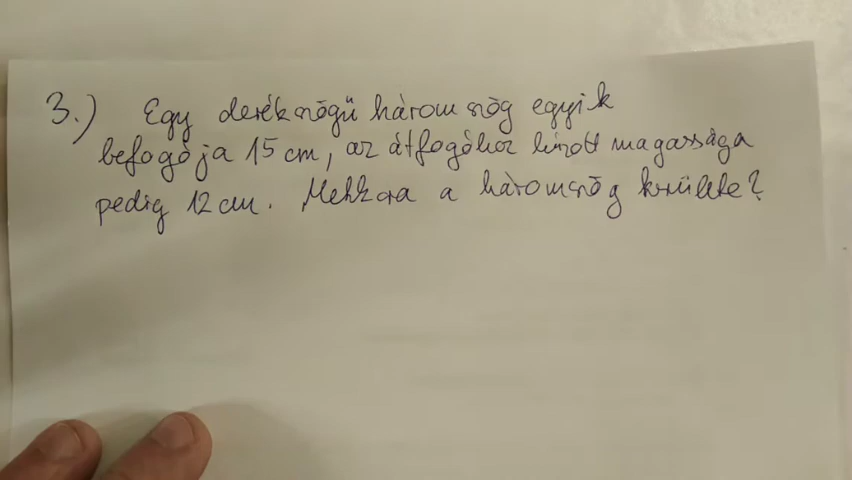 3.) Egy derékszögű háromszög egyik
befogója 15 cm, az átfogóhoz húzott magassága
pedig 12 cm. Mekkora a háromszög kerülete?